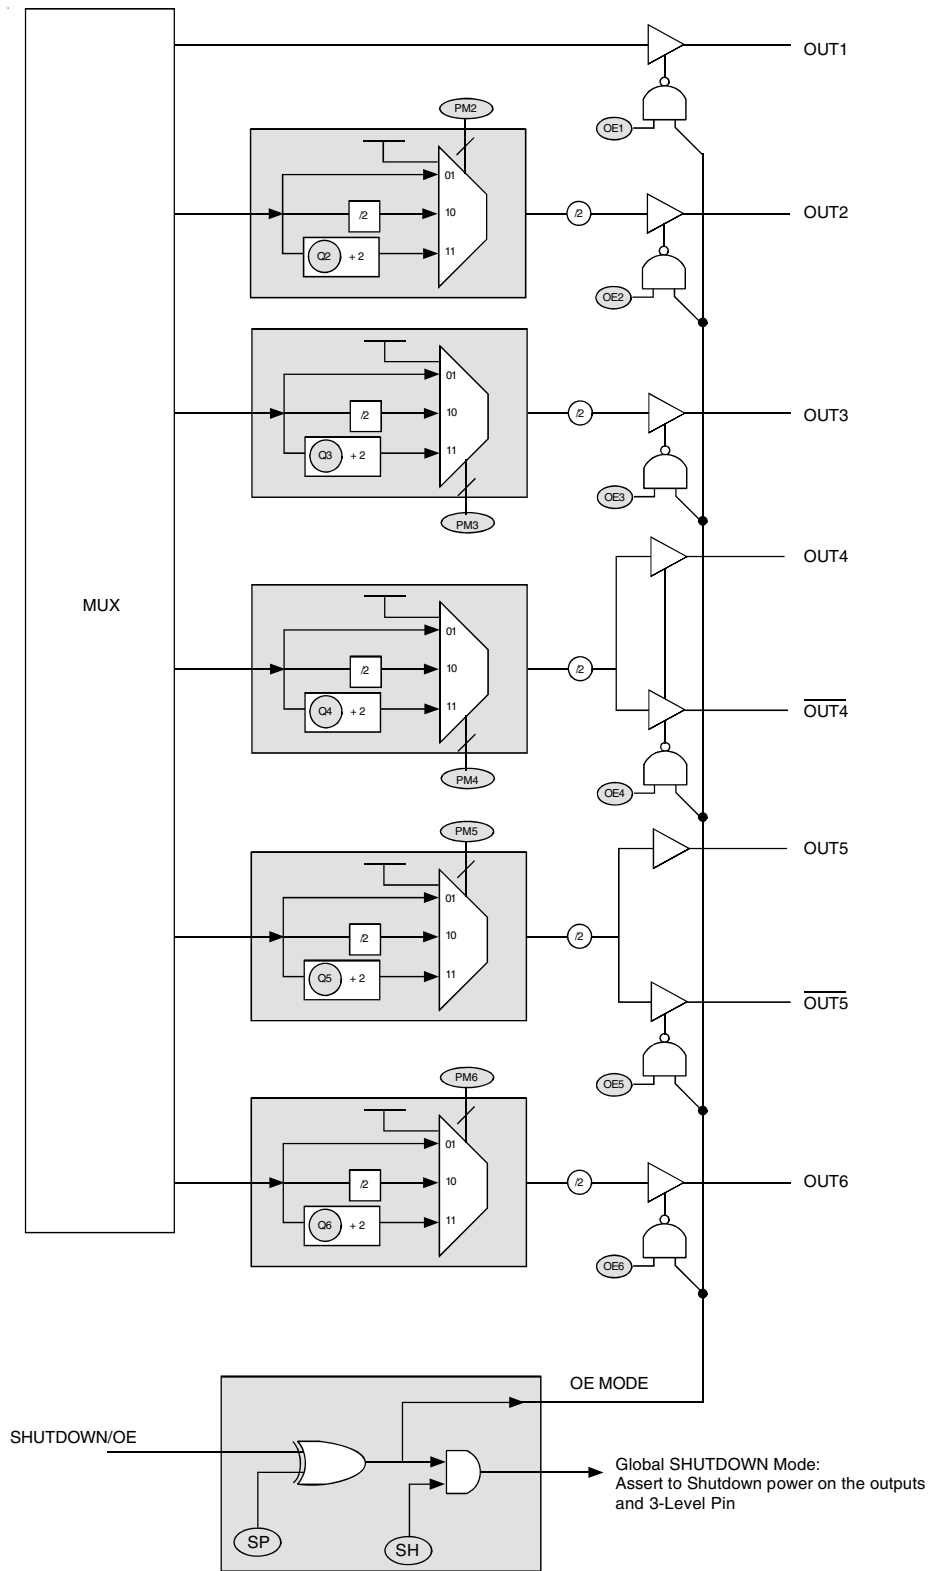 OUT1
PM2
OE1
01
/2
10
/2
OUT2
Q2 + 2
11
OE2
01
/2
10
/2
OUT3
Q3 + 2
11
OE3
PM3
OUT4
MUX
01
/2
10
/2
Q4 + 2
11
OUT4
PM4
OE4
PM5
OUT5
01
/2
10
/2
Q5 + 2
11
OUT5
PM6
OE5
01
/2
10
/2
OUT6
Q6 + 2
11
OE6
OE MODE
SHUTDOWN/OE
Global SHUTDOWN Mode:
Assert to Shutdown power on the outputs
and 3-Level Pin
SP
SH